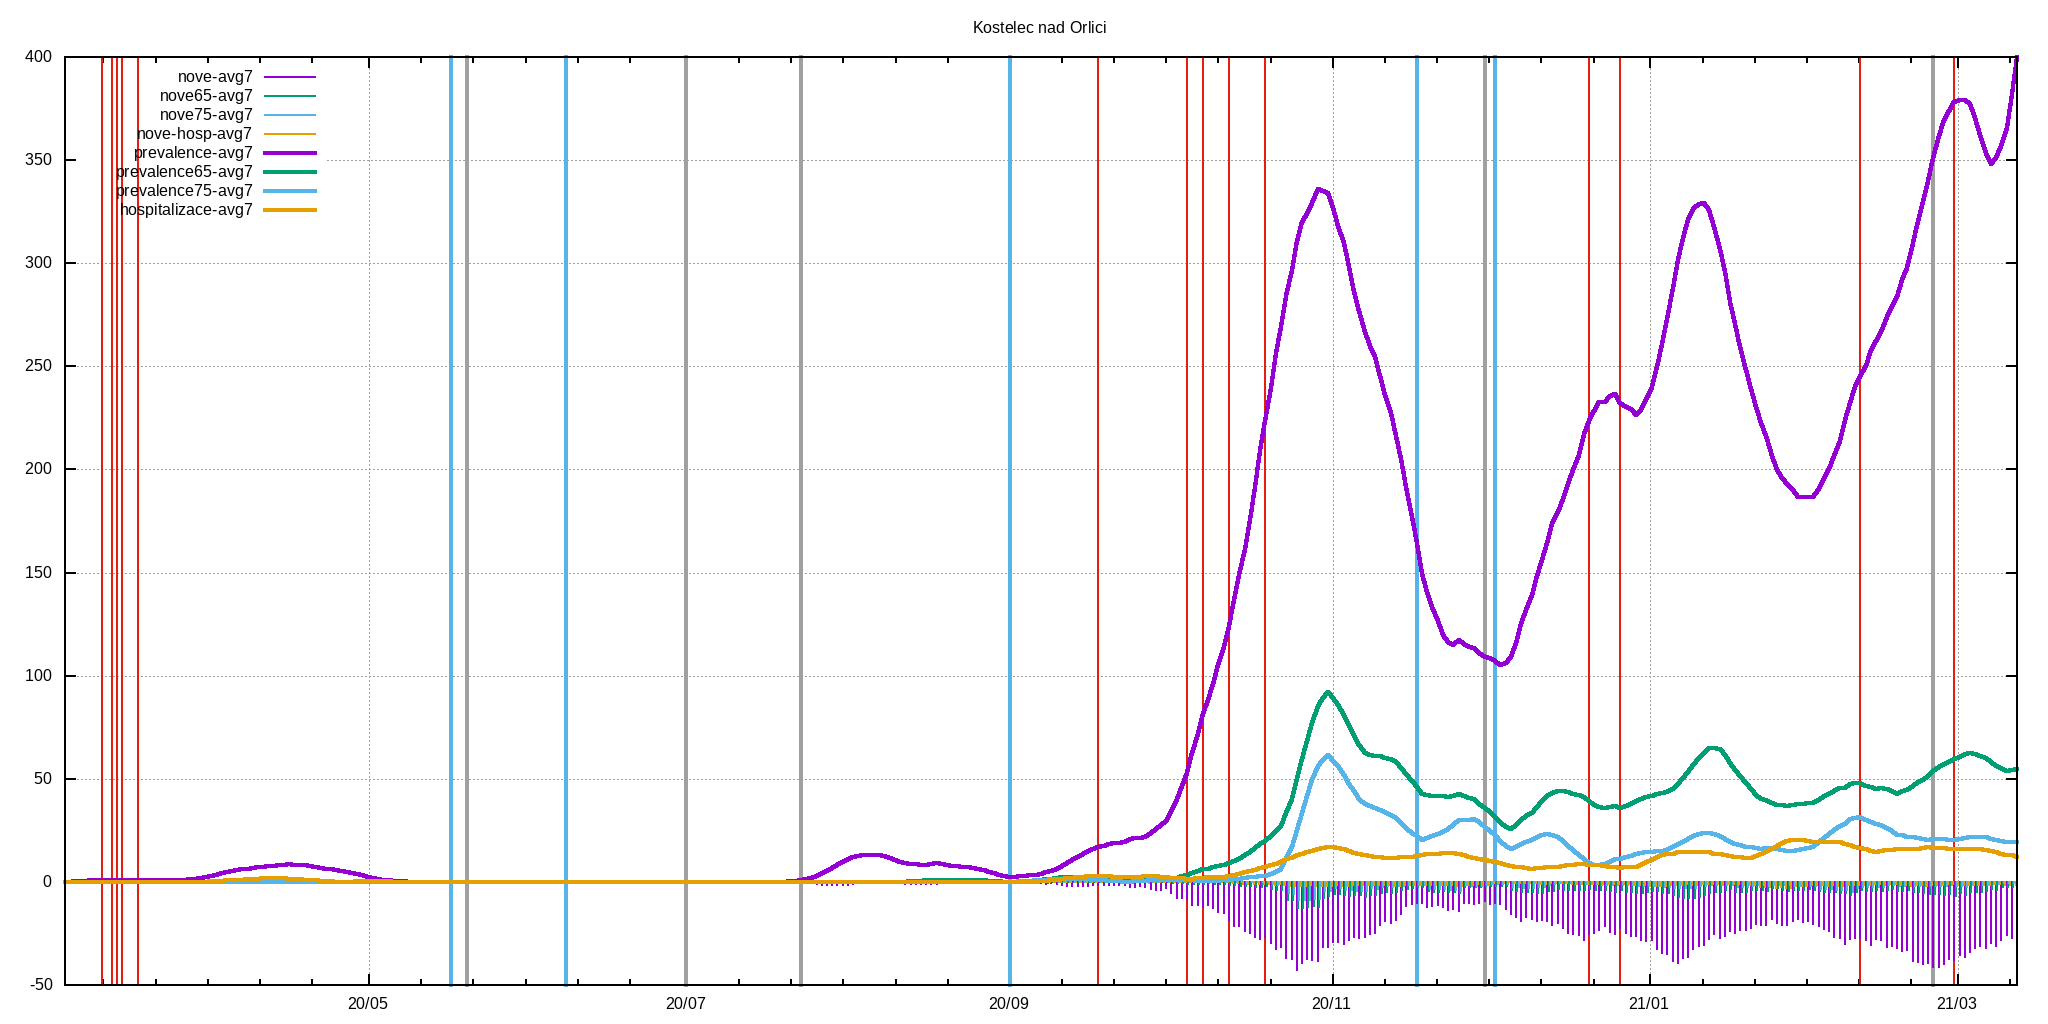 Kostelec nad Orlici
400
350
300
250
200
150
100
50
0
-50
nove-avg7
nove65-avg7
nove75-avg7
nove-hosp-avg7
prevalence-avg7
prevalence65-avg7
prevalence75-avg7
hospitalizace-avg7
20/05
20/07
20/09
20/11
21/01
21/03